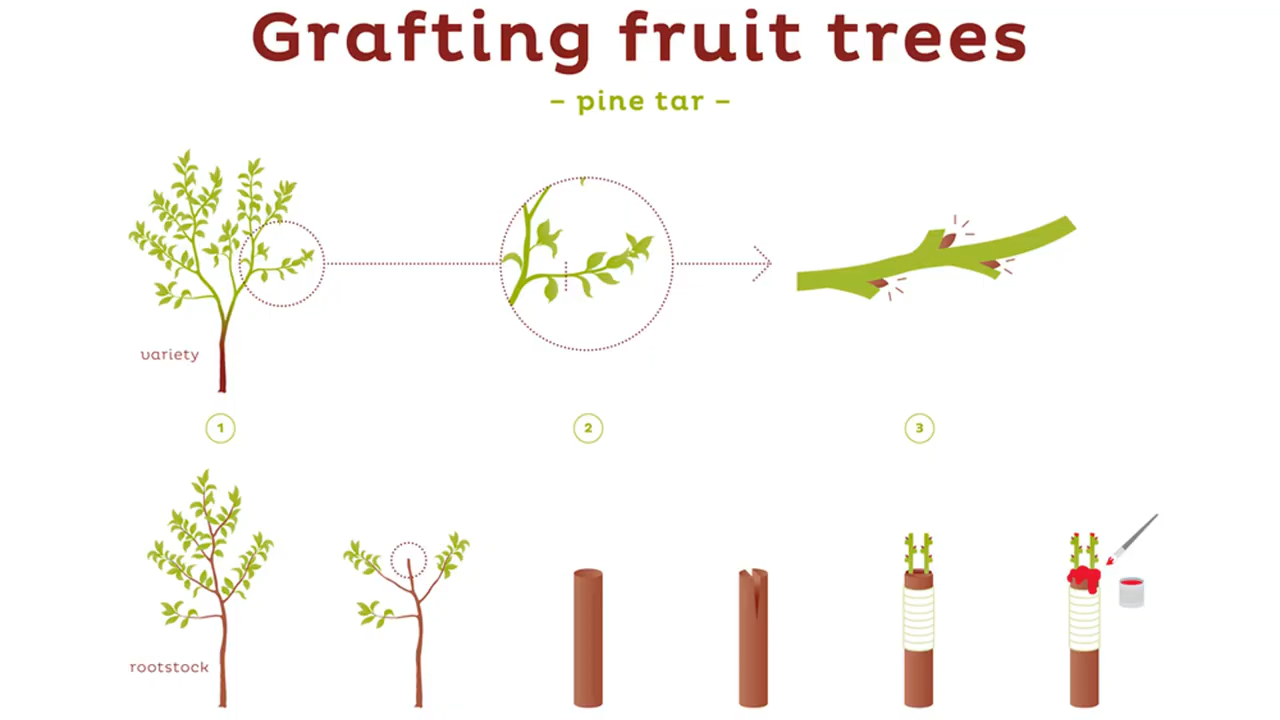 Grafting fruit trees
– pine tar –
variety
1
2
3
rootstock